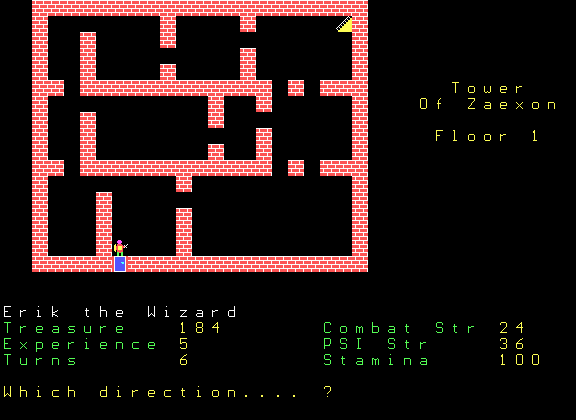 Tower
Of Zaexon
Floor 1
Erik the Wizard
Treasure 184 Combat Str 24
Experience 5 PSI Str 36
Turns 6 Stamina 100
Which direction.... ?